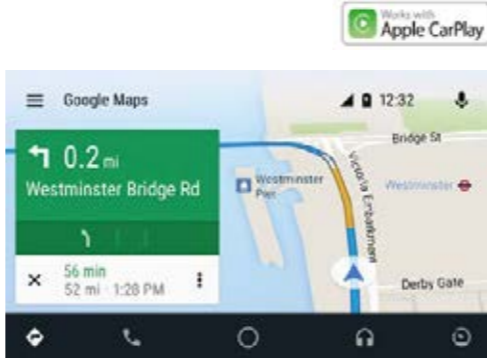 Works with
Apple CarPlay
Google Maps
12:32
0.2 mi
Westminster Bridge Rd
56 min
52 mi · 1:28 PM
Bridge St
Westminster
Pier
Victoria Embankment
Westminster
Derby Gate